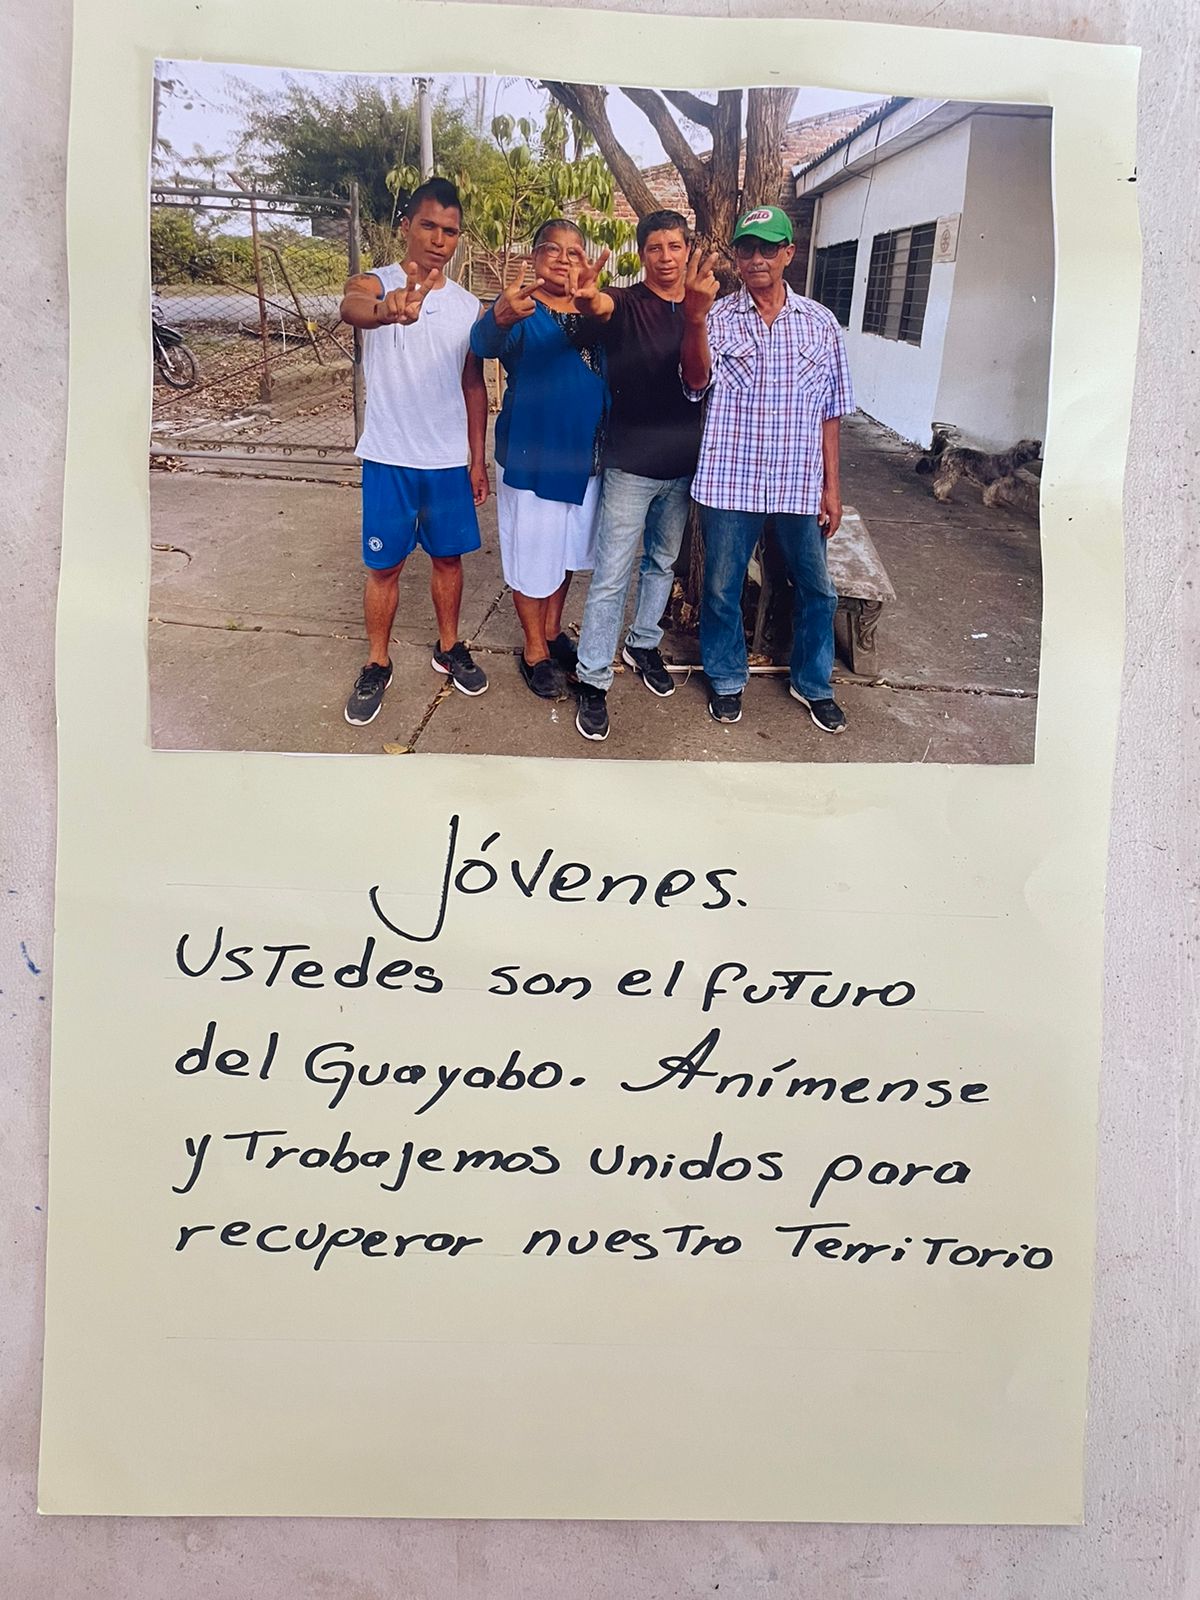 MILO
Jóvenes.
Ustedes son el futuro
del Guayabo. Anímense
y Trabajemos unidos para
recuperar nuestro Territorio